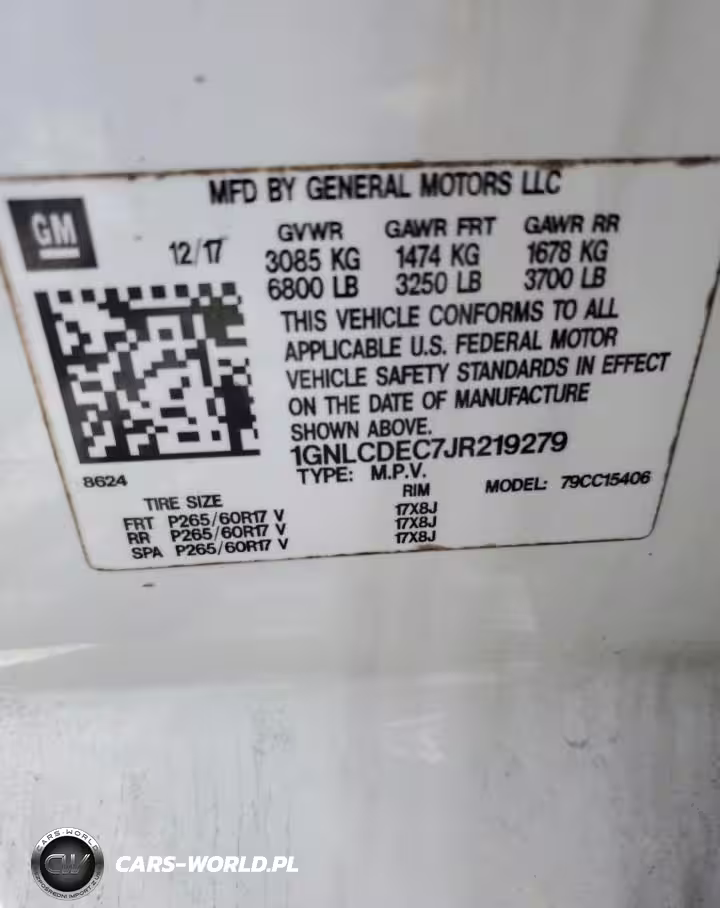 MFD BY GENERAL MOTORS LLC
GM
12/17
GVWR GAWR FRT GAWR RR
3085 KG 1474 KG 1678 KG
6800 LB 3250 LB 3700 LB
THIS VEHICLE CONFORMS TO ALL
APPLICABLE U.S. FEDERAL MOTOR
VEHICLE SAFETY STANDARDS IN EFFECT
ON THE DATE OF MANUFACTURE
SHOWN ABOVE.
1GNLCDEC7JR219279
8624
TYPE: M.P.V.
MODEL: 79CC15406
TIRE SIZE RIM
FRT P265/60R17 V 17X8J
RR P265/60R17 V 17X8J
SPA P265/60R17 V 17X8J
CARS-WORLD
CW
CARS-WORLD.PL